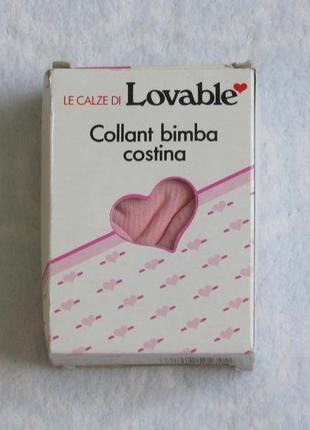 LE CALZE DI Lovable
Collant bimba
costina